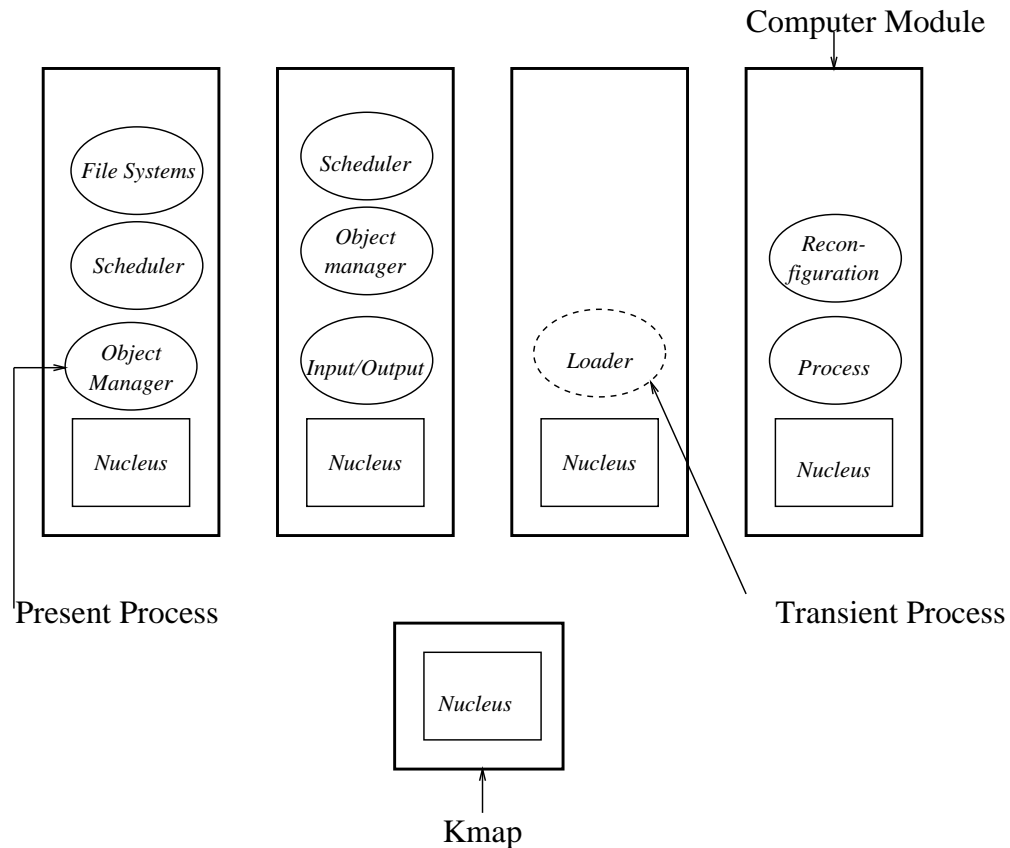 Computer Module
File Systems
Scheduler
Object
Manager
Nucleus
Scheduler
Object
manager
Input/Output
Nucleus
Loader
Nucleus
Recon-
figuration
Process
Nucleus
Present Process
Transient Process
Nucleus
Kmap